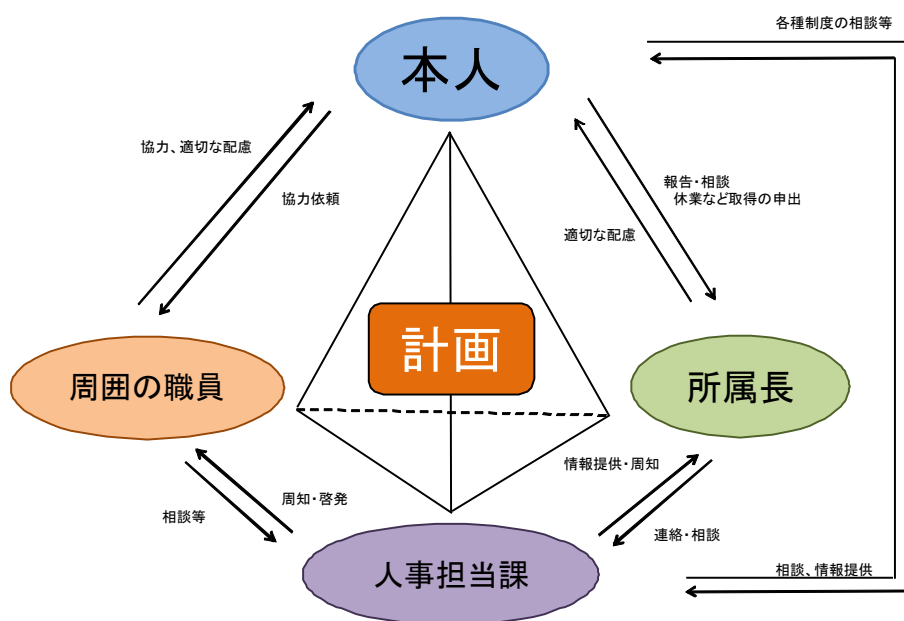 各種制度の相談等
本人
協力、適切な配慮
協力依頼
報告・相談
休業など取得の申出
適切な配慮
計画
周囲の職員
所属長
情報提供・周知
周知・啓発
相談等
連絡・相談
人事担当課
相談、情報提供